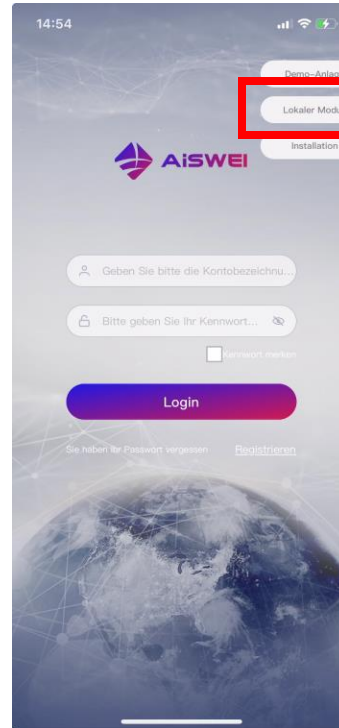 14:54
Demo-Anlag
Lokaler Modu
Installation
AiSWEI
Geben Sie bitte die Kontobezeichnu...
Bitte geben Sie Ihr Kennwort...
Kennwort merken
Login
Sie haben Ihr Passwort vergessen Registrieren